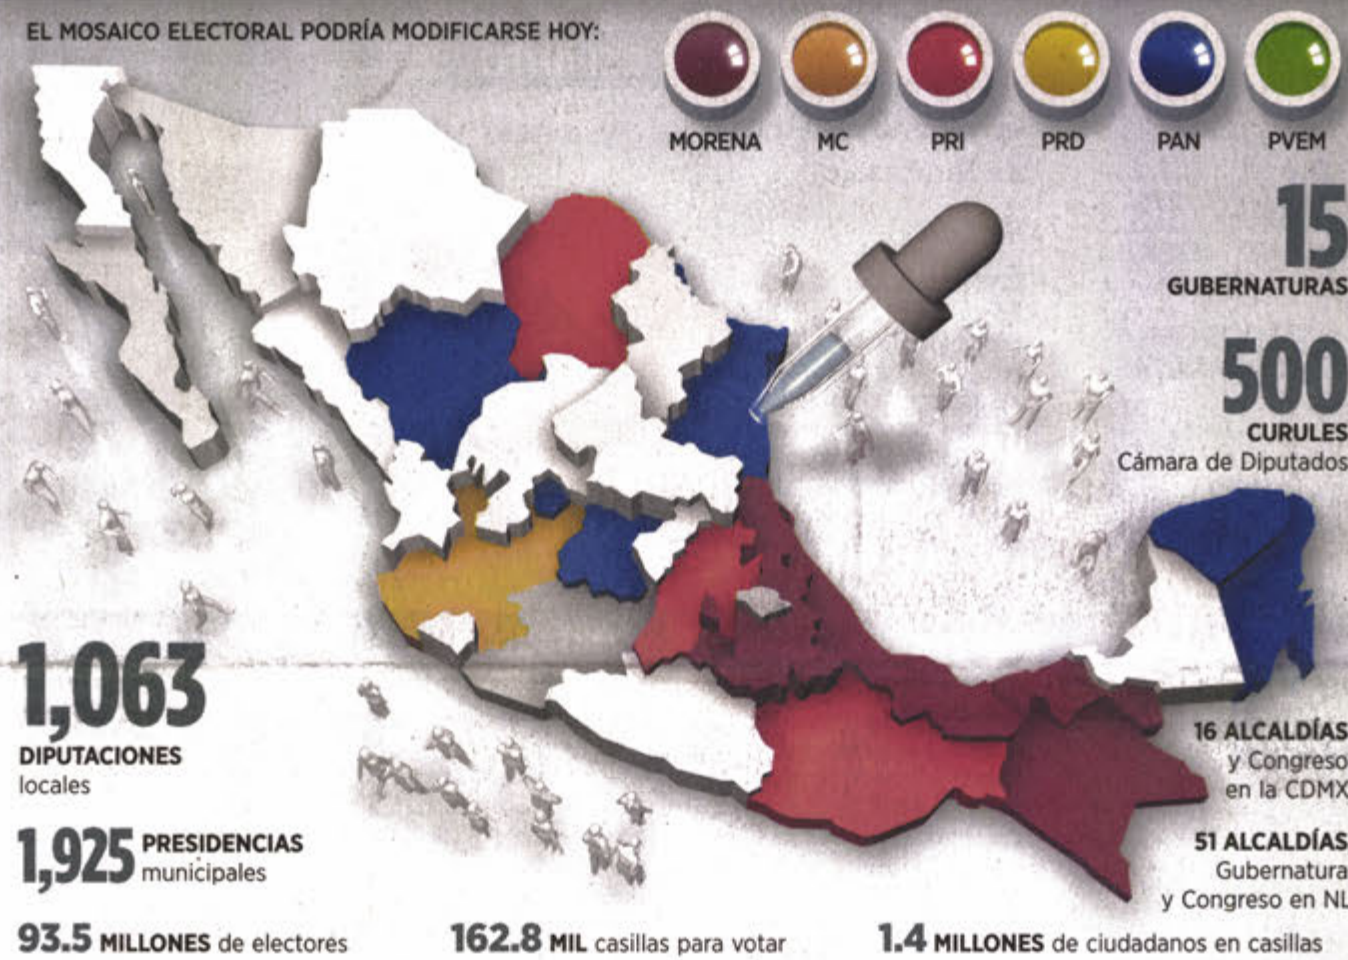 EL MOSAICO ELECTORAL PODRÍA MODIFICARSE HOY:
MORENA MC PRI PRD PAN PVEM
15
GUBERNATURAS
500
CURULES
Cámara de Diputados
1,063
DIPUTACIONES
locales
1,925 PRESIDENCIAS
municipales
16 ALCALDÍAS
y Congreso
en la CDMX
51 ALCALDÍAS
Gubernatura
y Congreso en NL
93.5 MILLONES de electores
162.8 MIL casillas para votar
1.4 MILLONES de ciudadanos en casillas